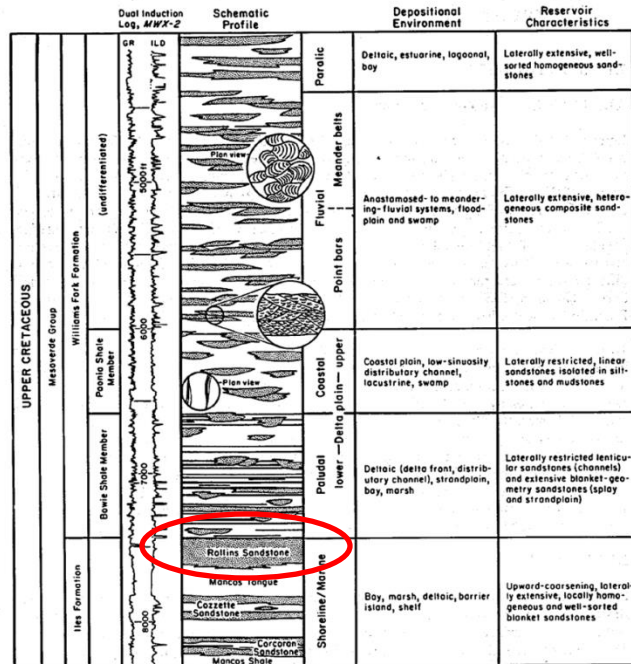 Dual Induction
Log, MWX-2
Schematic
Profile
Depositional
Environment
Reservoir
Characteristics
GR
ILD
UPPER CRETACEOUS
Mesaverde Group
Williams Fork Formation
(undifferentiated)
Paonia Shale
Member
Bowie Shale Member
Iles Formation
5000 ft
6000
7000
8000
Plan view
Plan view
Rollins Sandstone
Mancos Tongue
Cozzette
Sandstone
Corcoran
Sandstone
Mancos Shale
Paralic
Fluvial
Meander belts
Point bars
Coastal
Paludal
lower — Delta plain — upper
Shoreline/Marine
Deltaic, estuarine, lagoonal,
bay
Laterally extensive, well-
sorted homogeneous sand-
stones
Anastamosed- to meander-
ing-fluvial systems, flood-
plain and swamp
Laterally extensive, hetero-
geneous composite sand-
stones
Coastal plain, low-sinuosity
distributary channel,
lacustrine, swamp
Laterally restricted, linear
sandstones isolated in silt-
stones and mudstones
Deltaic (delta front, distrib-
utary channel), strandplain,
bay, marsh
Laterally restricted lenticu-
lar sandstones (channels)
and extensive blanket-geo-
metry sandstones (splay
and strandplain)
Bay, marsh, deltaic, barrier
island, shelf
Upward-coarsening, lateral-
ly extensive, locally homo-
geneous and well-sorted
blanket sandstones